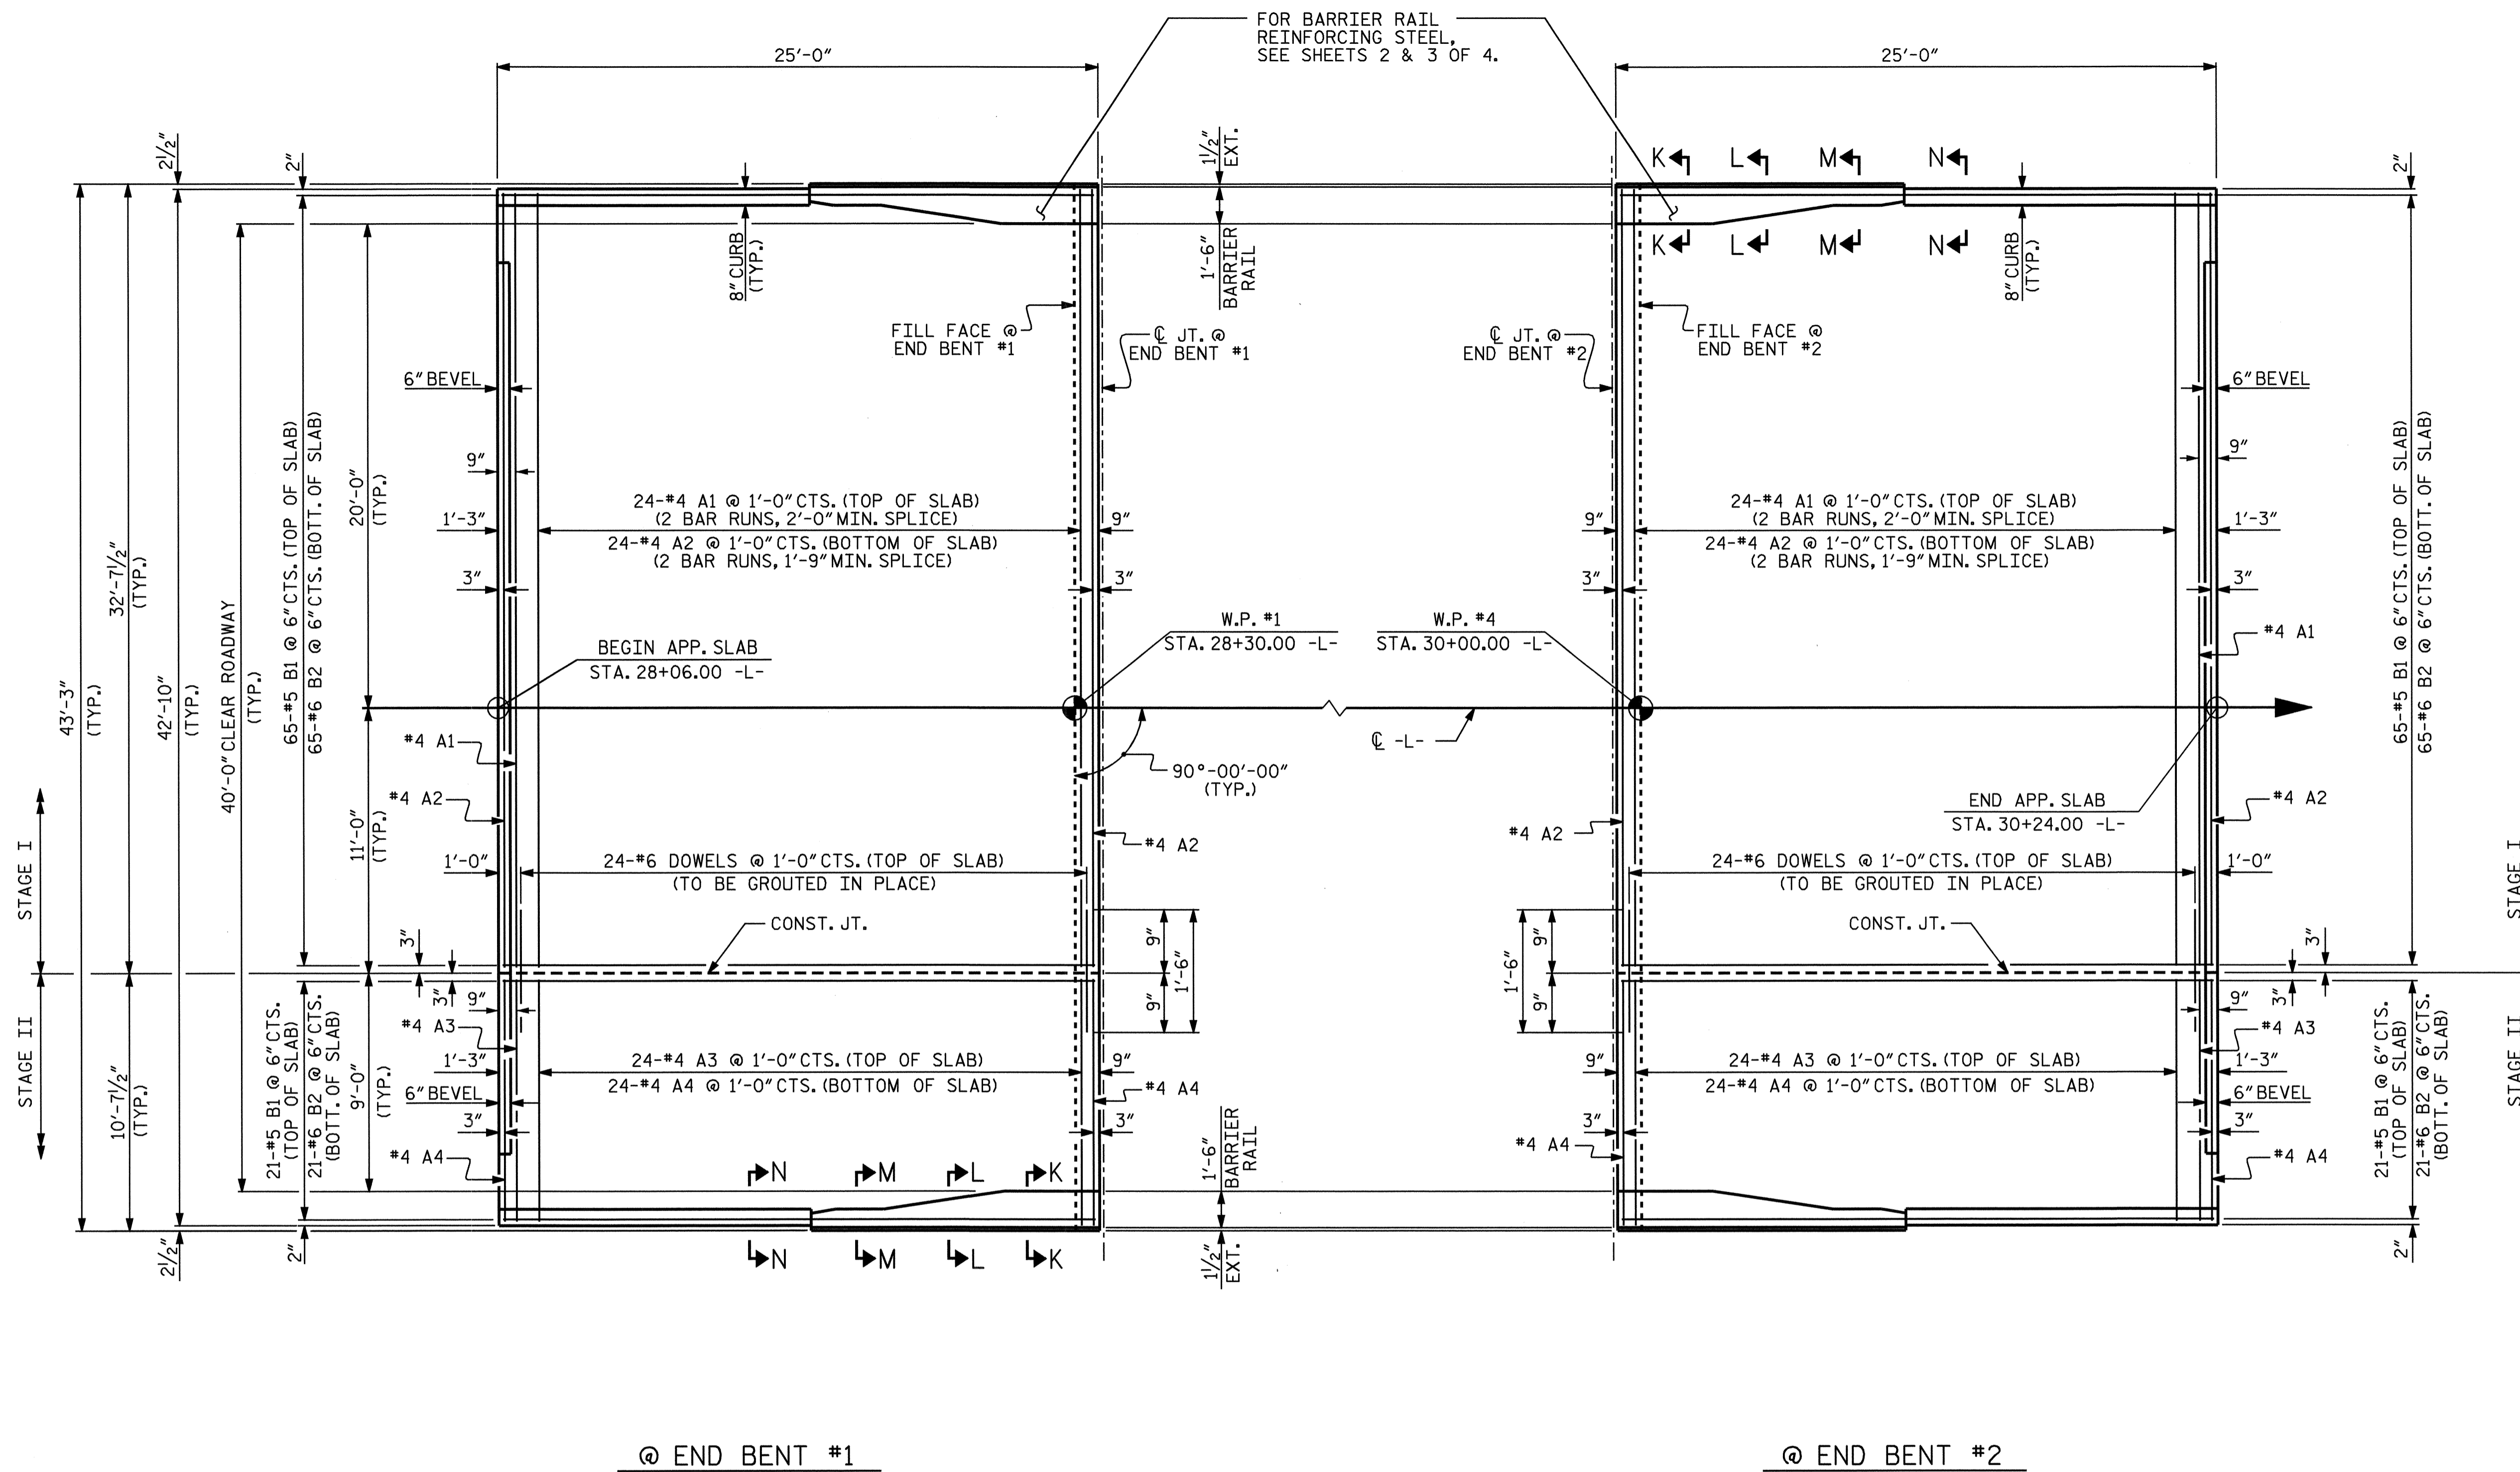 FOR BARRIER RAIL
REINFORCING STEEL,
SEE SHEETS 2 & 3 OF 4.
25'-0"
25'-0"
2½"
2"
1½"
EXT.
K L M N
2"
8" CURB
(TYP.)
1'-6"
BARRIER
RAIL
K L M N
8" CURB
(TYP.)
FILL FACE @
END BENT #1
℄ JT. @
END BENT #1
℄ JT. @
END BENT #2
FILL FACE @
END BENT #2
6" BEVEL
6" BEVEL
43'-3"
(TYP.)
32'-7½"
(TYP.)
42'-10"
(TYP.)
40'-0" CLEAR ROADWAY
(TYP.)
65-#5 B1 @ 6" CTS. (TOP OF SLAB)
65-#6 B2 @ 6" CTS. (BOTT. OF SLAB)
20'-0"
(TYP.)
9"
1'-3"
3"
24-#4 A1 @ 1'-0" CTS. (TOP OF SLAB)
(2 BAR RUNS, 2'-0" MIN. SPLICE)
24-#4 A2 @ 1'-0" CTS. (BOTTOM OF SLAB)
(2 BAR RUNS, 1'-9" MIN. SPLICE)
9"
3"
9"
3"
24-#4 A1 @ 1'-0" CTS. (TOP OF SLAB)
(2 BAR RUNS, 2'-0" MIN. SPLICE)
24-#4 A2 @ 1'-0" CTS. (BOTTOM OF SLAB)
(2 BAR RUNS, 1'-9" MIN. SPLICE)
9"
1'-3"
3"
65-#5 B1 @ 6" CTS. (TOP OF SLAB)
65-#6 B2 @ 6" CTS. (BOTT. OF SLAB)
BEGIN APP. SLAB
STA. 28+06.00 -L-
W.P. #1
STA. 28+30.00 -L-
W.P. #4
STA. 30+00.00 -L-
#4 A1
#4 A1
℄ -L-
90°-00'-00"
(TYP.)
#4 A2
11'-0"
(TYP.)
#4 A2
#4 A2
END APP. SLAB
STA. 30+24.00 -L-
#4 A2
STAGE I
STAGE I
1'-0"
24-#6 DOWELS @ 1'-0" CTS. (TOP OF SLAB)
(TO BE GROUTED IN PLACE)
24-#6 DOWELS @ 1'-0" CTS. (TOP OF SLAB)
(TO BE GROUTED IN PLACE)
1'-0"
CONST. JT.
CONST. JT.
3"
3"
9"
9"
1'-6"
1'-6"
9"
9"
3"
3"
STAGE II
STAGE II
10'-7½"
(TYP.)
21-#5 B1 @ 6" CTS.
(TOP OF SLAB)
21-#6 B2 @ 6" CTS.
(BOTT. OF SLAB)
9'-0"
(TYP.)
9"
#4 A3
1'-3"
6" BEVEL
3"
#4 A4
24-#4 A3 @ 1'-0" CTS. (TOP OF SLAB)
24-#4 A4 @ 1'-0" CTS. (BOTTOM OF SLAB)
9"
#4 A4
3"
9"
3"
#4 A4
24-#4 A3 @ 1'-0" CTS. (TOP OF SLAB)
24-#4 A4 @ 1'-0" CTS. (BOTTOM OF SLAB)
9"
#4 A3
1'-3"
6" BEVEL
3"
#4 A4
21-#5 B1 @ 6" CTS.
(TOP OF SLAB)
21-#6 B2 @ 6" CTS.
(BOTT. OF SLAB)
N M L K
1'-6"
BARRIER
RAIL
N M L K
2½"
2"
1½"
EXT.
2"
@ END BENT #1
@ END BENT #2